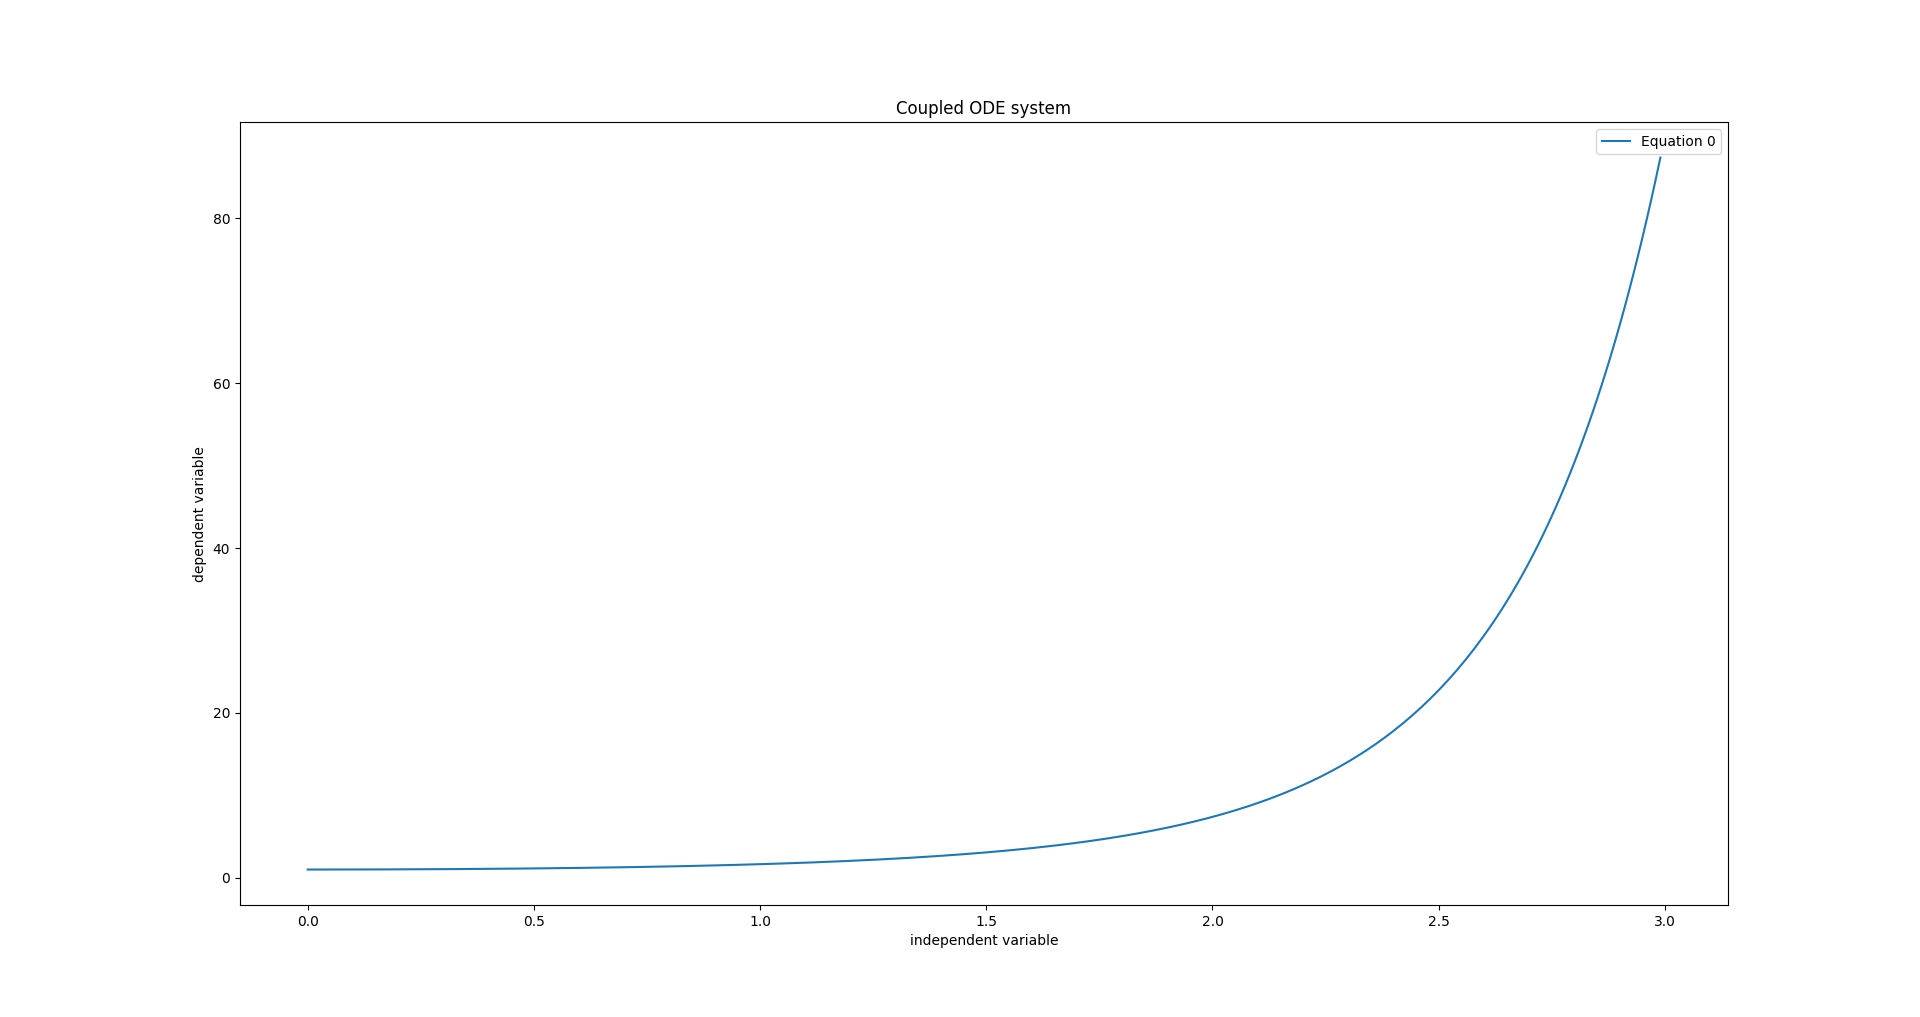 Coupled ODE system
Equation 0
dependent variable
80
60
40
20
0
0.0 0.5 1.0 1.5 2.0 2.5 3.0
independent variable